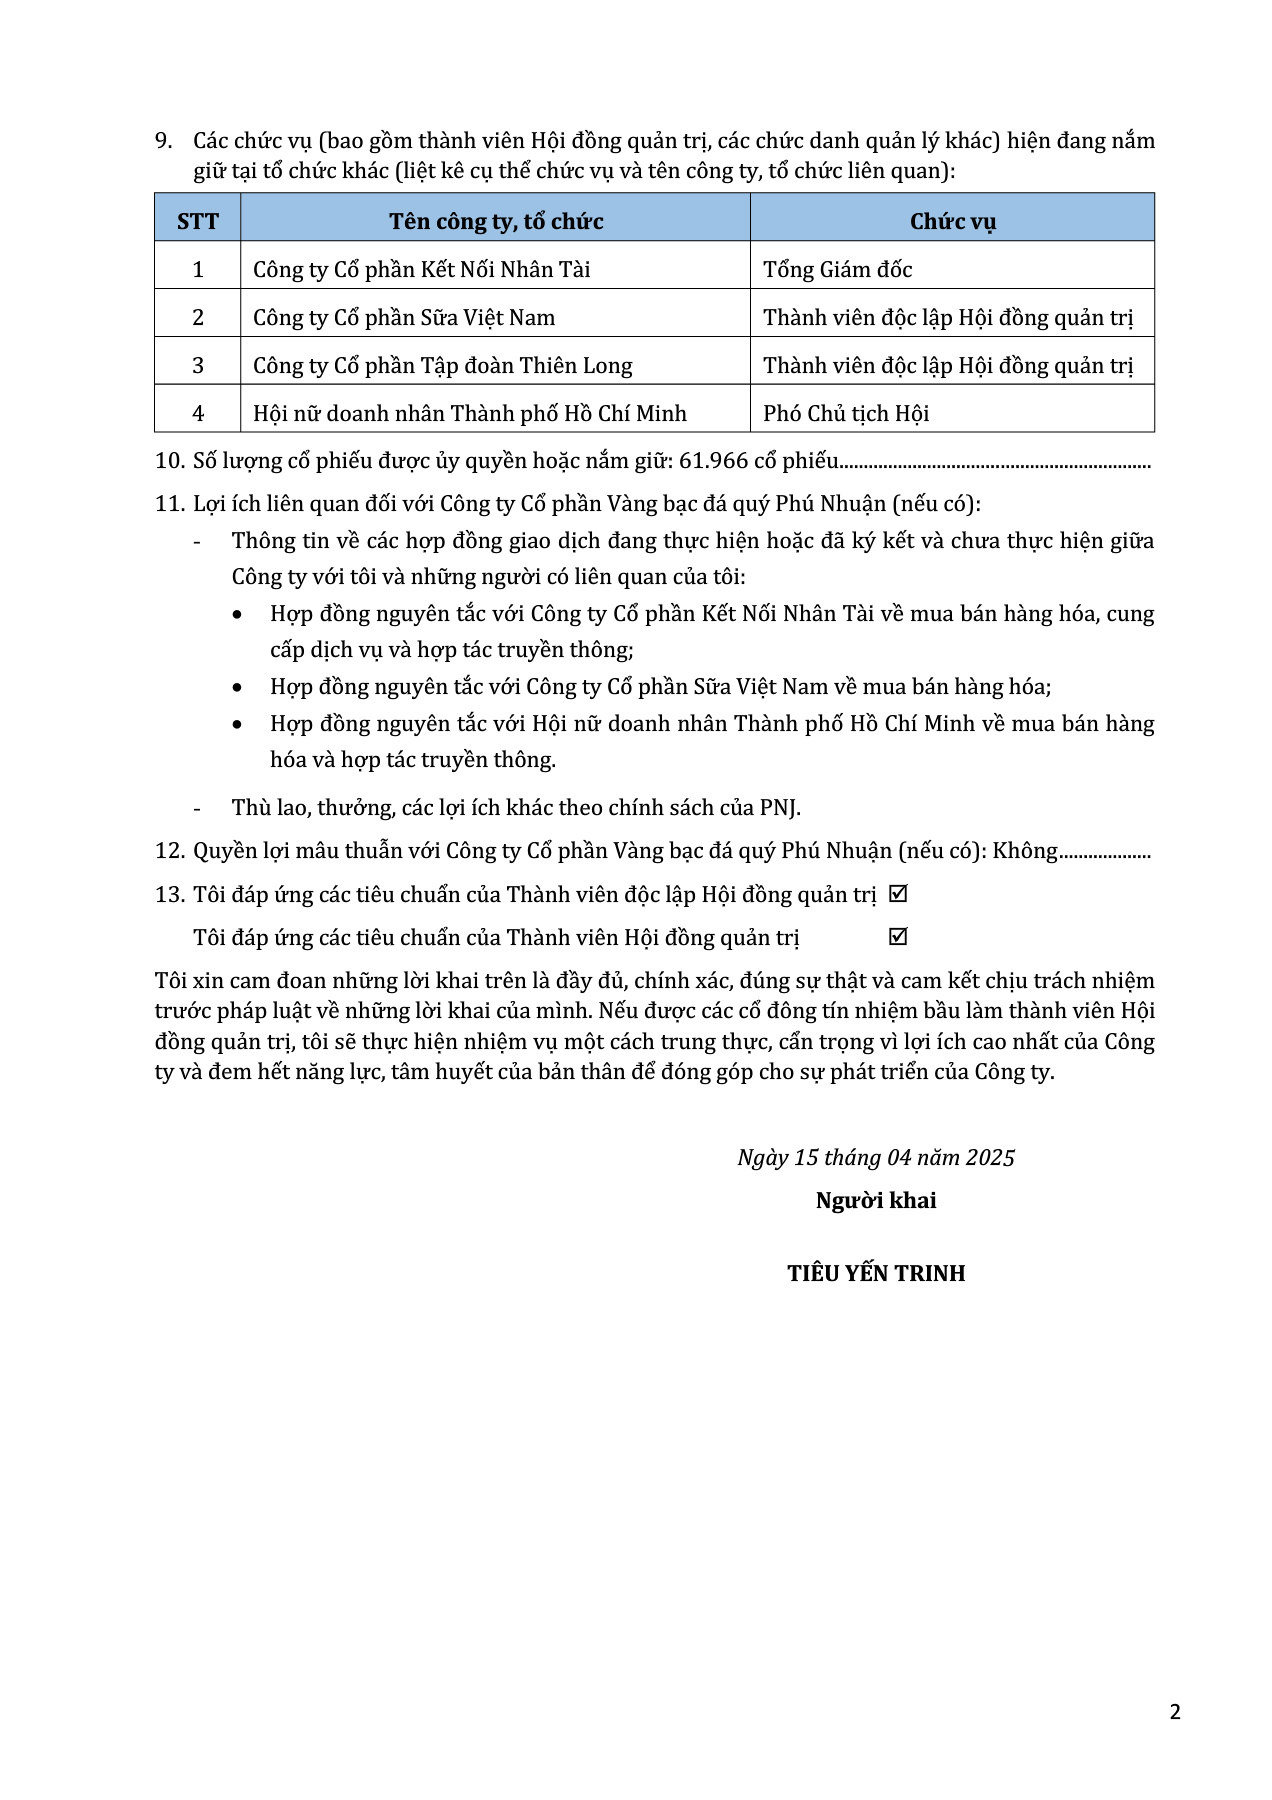 9. Các chức vụ (bao gồm thành viên Hội đồng quản trị, các chức danh quản lý khác) hiện đang nắm
giữ tại tổ chức khác (liệt kê cụ thể chức vụ và tên công ty, tổ chức liên quan):
STT Tên công ty, tổ chức Chức vụ
1 Công ty Cổ phần Kết Nối Nhân Tài Tổng Giám đốc
2 Công ty Cổ phần Sữa Việt Nam Thành viên độc lập Hội đồng quản trị
3 Công ty Cổ phần Tập đoàn Thiên Long Thành viên độc lập Hội đồng quản trị
4 Hội nữ doanh nhân Thành phố Hồ Chí Minh Phó Chủ tịch Hội
10. Số lượng cổ phiếu được ủy quyền hoặc nắm giữ: 61.966 cổ phiếu................................................................
11. Lợi ích liên quan đối với Công ty Cổ phần Vàng bạc đá quý Phú Nhuận (nếu có):
- Thông tin về các hợp đồng giao dịch đang thực hiện hoặc đã ký kết và chưa thực hiện giữa
Công ty với tôi và những người có liên quan của tôi:
• Hợp đồng nguyên tắc với Công ty Cổ phần Kết Nối Nhân Tài về mua bán hàng hóa, cung
cấp dịch vụ và hợp tác truyền thông;
• Hợp đồng nguyên tắc với Công ty Cổ phần Sữa Việt Nam về mua bán hàng hóa;
• Hợp đồng nguyên tắc với Hội nữ doanh nhân Thành phố Hồ Chí Minh về mua bán hàng
hóa và hợp tác truyền thông.
- Thù lao, thưởng, các lợi ích khác theo chính sách của PNJ.
12. Quyền lợi mâu thuẫn với Công ty Cổ phần Vàng bạc đá quý Phú Nhuận (nếu có): Không...................
13. Tôi đáp ứng các tiêu chuẩn của Thành viên độc lập Hội đồng quản trị ☑
Tôi đáp ứng các tiêu chuẩn của Thành viên Hội đồng quản trị ☑
Tôi xin cam đoan những lời khai trên là đầy đủ, chính xác, đúng sự thật và cam kết chịu trách nhiệm
trước pháp luật về những lời khai của mình. Nếu được các cổ đông tín nhiệm bầu làm thành viên Hội
đồng quản trị, tôi sẽ thực hiện nhiệm vụ một cách trung thực, cẩn trọng vì lợi ích cao nhất của Công
ty và đem hết năng lực, tâm huyết của bản thân để đóng góp cho sự phát triển của Công ty.
Ngày 15 tháng 04 năm 2025
Người khai
TIÊU YẾN TRINH
2